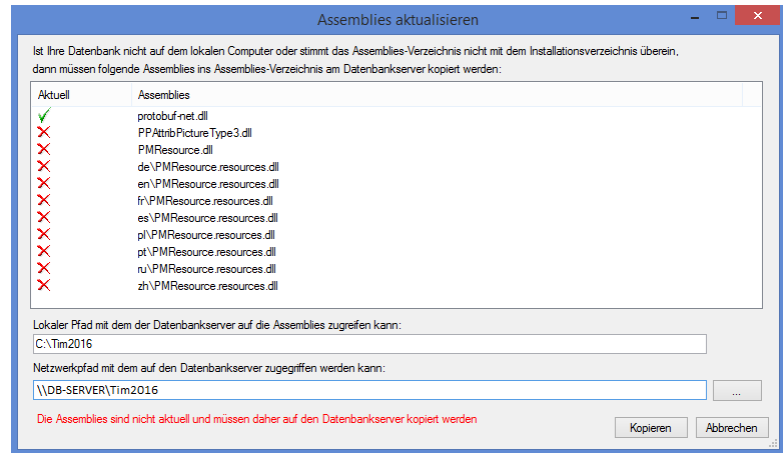 Assemblies aktualisieren
Ist Ihre Datenbank nicht auf dem lokalen Computer oder stimmt das Assemblies-Verzeichnis nicht mit dem Installationsverzeichnis überein,
dann müssen folgende Assemblies ins Assemblies-Verzeichnis am Datenbankserver kopiert werden:
Aktuell Assemblies
protobuf-net.dll
PPAttribPictureType3.dll
PMResource.dll
de\PMResource.resources.dll
en\PMResource.resources.dll
fr\PMResource.resources.dll
es\PMResource.resources.dll
pl\PMResource.resources.dll
pt\PMResource.resources.dll
ru\PMResource.resources.dll
zh\PMResource.resources.dll
Lokaler Pfad mit dem der Datenbankserver auf die Assemblies zugreifen kann:
C:\Tim2016
Netzwerkpfad mit dem auf den Datenbankserver zugegriffen werden kann:
\\DB-SERVER\Tim2016
...
Die Assemblies sind nicht aktuell und müssen daher auf den Datenbankserver kopiert werden
Kopieren Abbrechen